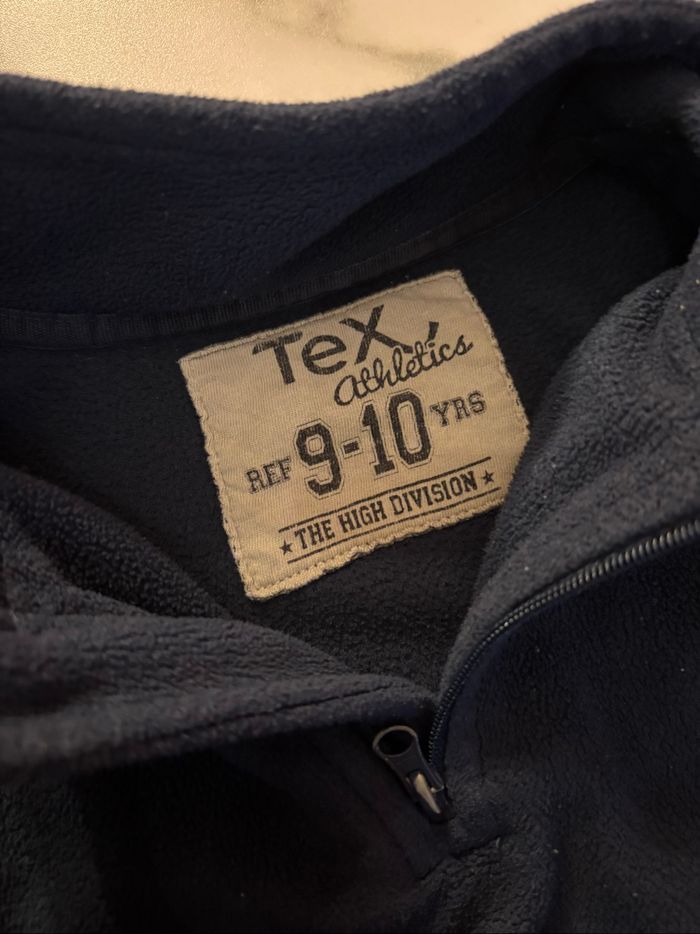 TeX
athletics
REF 9-10 YRS
★ THE HIGH DIVISION ★